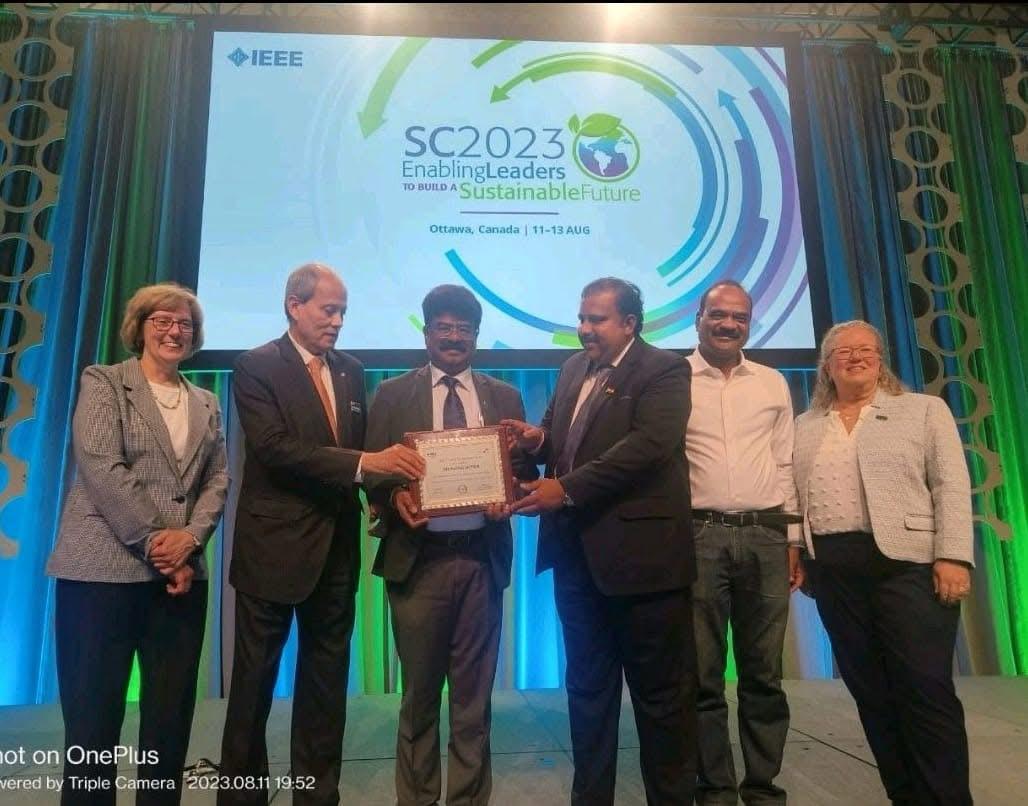 IEEE
SC2023
EnablingLeaders
TO BUILD A SustainableFuture
Ottawa, Canada | 11–13 AUG
hot on OnePlus
wered by Triple Camera 2023.08.11 19:52